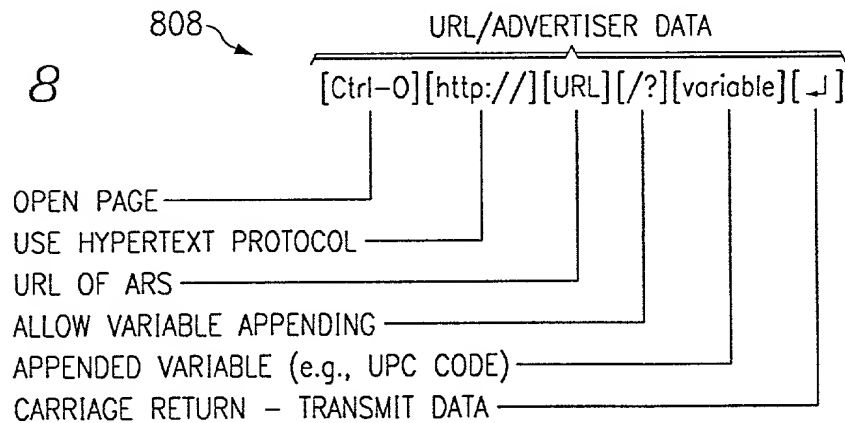 808
URL/ADVERTISER DATA
8
[Ctrl-O][http://][URL][/?][variable][↵]
OPEN PAGE
USE HYPERTEXT PROTOCOL
URL OF ARS
ALLOW VARIABLE APPENDING
APPENDED VARIABLE (e.g., UPC CODE)
CARRIAGE RETURN - TRANSMIT DATA